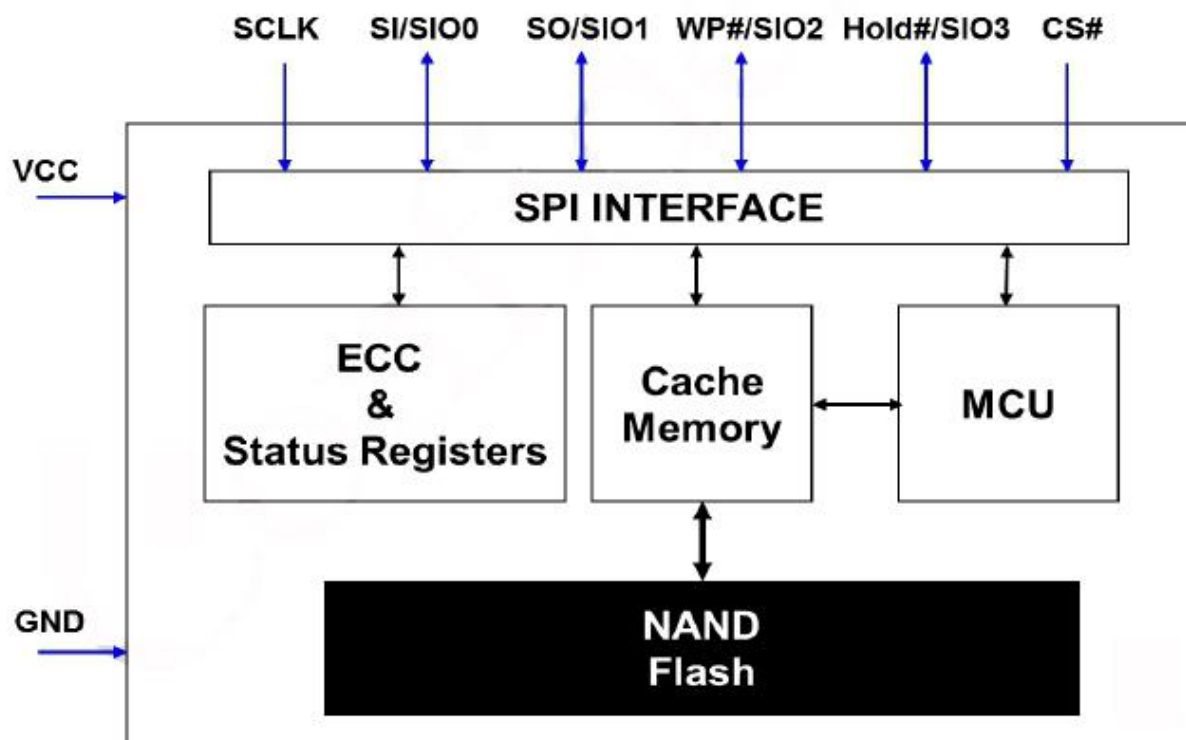 SCLK SI/SIO0 SO/SIO1 WP#/SIO2 Hold#/SIO3 CS#
VCC
SPI INTERFACE
ECC
&
Status Registers
Cache
Memory
MCU
GND
NAND
Flash